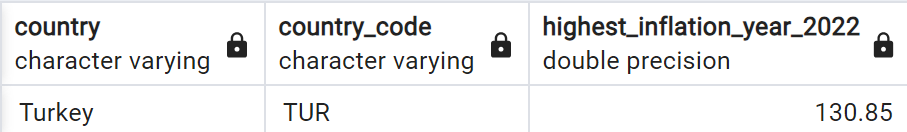 country country_code highest_inflation_year_2022
character varying character varying double precision
Turkey TUR 130.85